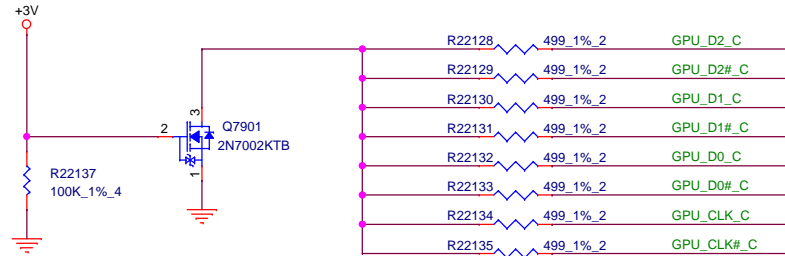 +3V
R22128 499_1%_2 GPU_D2_C
R22129 499_1%_2 GPU_D2#_C
R22130 499_1%_2 GPU_D1_C
3
2 Q7901
R22131 499_1%_2 GPU_D1#_C
2N7002KTB
R22132 499_1%_2 GPU_D0_C
1
R22137
R22133 499_1%_2 GPU_D0#_C
100K_1%_4
R22134 499_1%_2 GPU_CLK_C
R22135 499_1%_2 GPU_CLK#_C